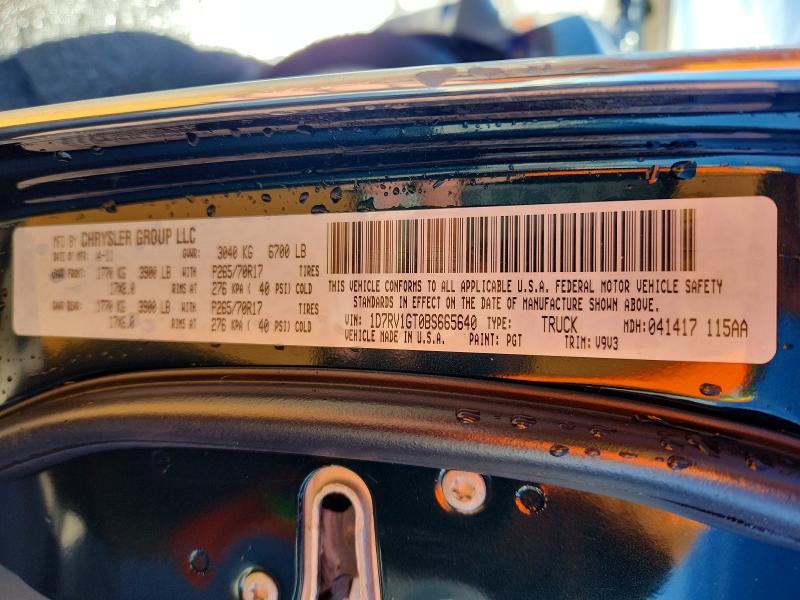 MFD BY CHRYSLER GROUP LLC
DATE OF MFR: 4-11 GVWR: 3040 KG 6700 LB
GAWR FRONT: 1770 KG 3900 LB WITH P265/70R17 TIRES
17X8.0 RIMS AT 276 KPA ( 40 PSI) COLD
GAWR REAR: 1770 KG 3900 LB WITH P265/70R17 TIRES
17X8.0 RIMS AT 276 KPA ( 40 PSI) COLD
THIS VEHICLE CONFORMS TO ALL APPLICABLE U.S.A. FEDERAL MOTOR VEHICLE SAFETY
STANDARDS IN EFFECT ON THE DATE OF MANUFACTURE SHOWN ABOVE.
VIN: 1D7RV1GT0BS665640 TYPE: TRUCK MDH: 041417 115AA
VEHICLE MADE IN U.S.A. PAINT: PGT TRIM: V9V3